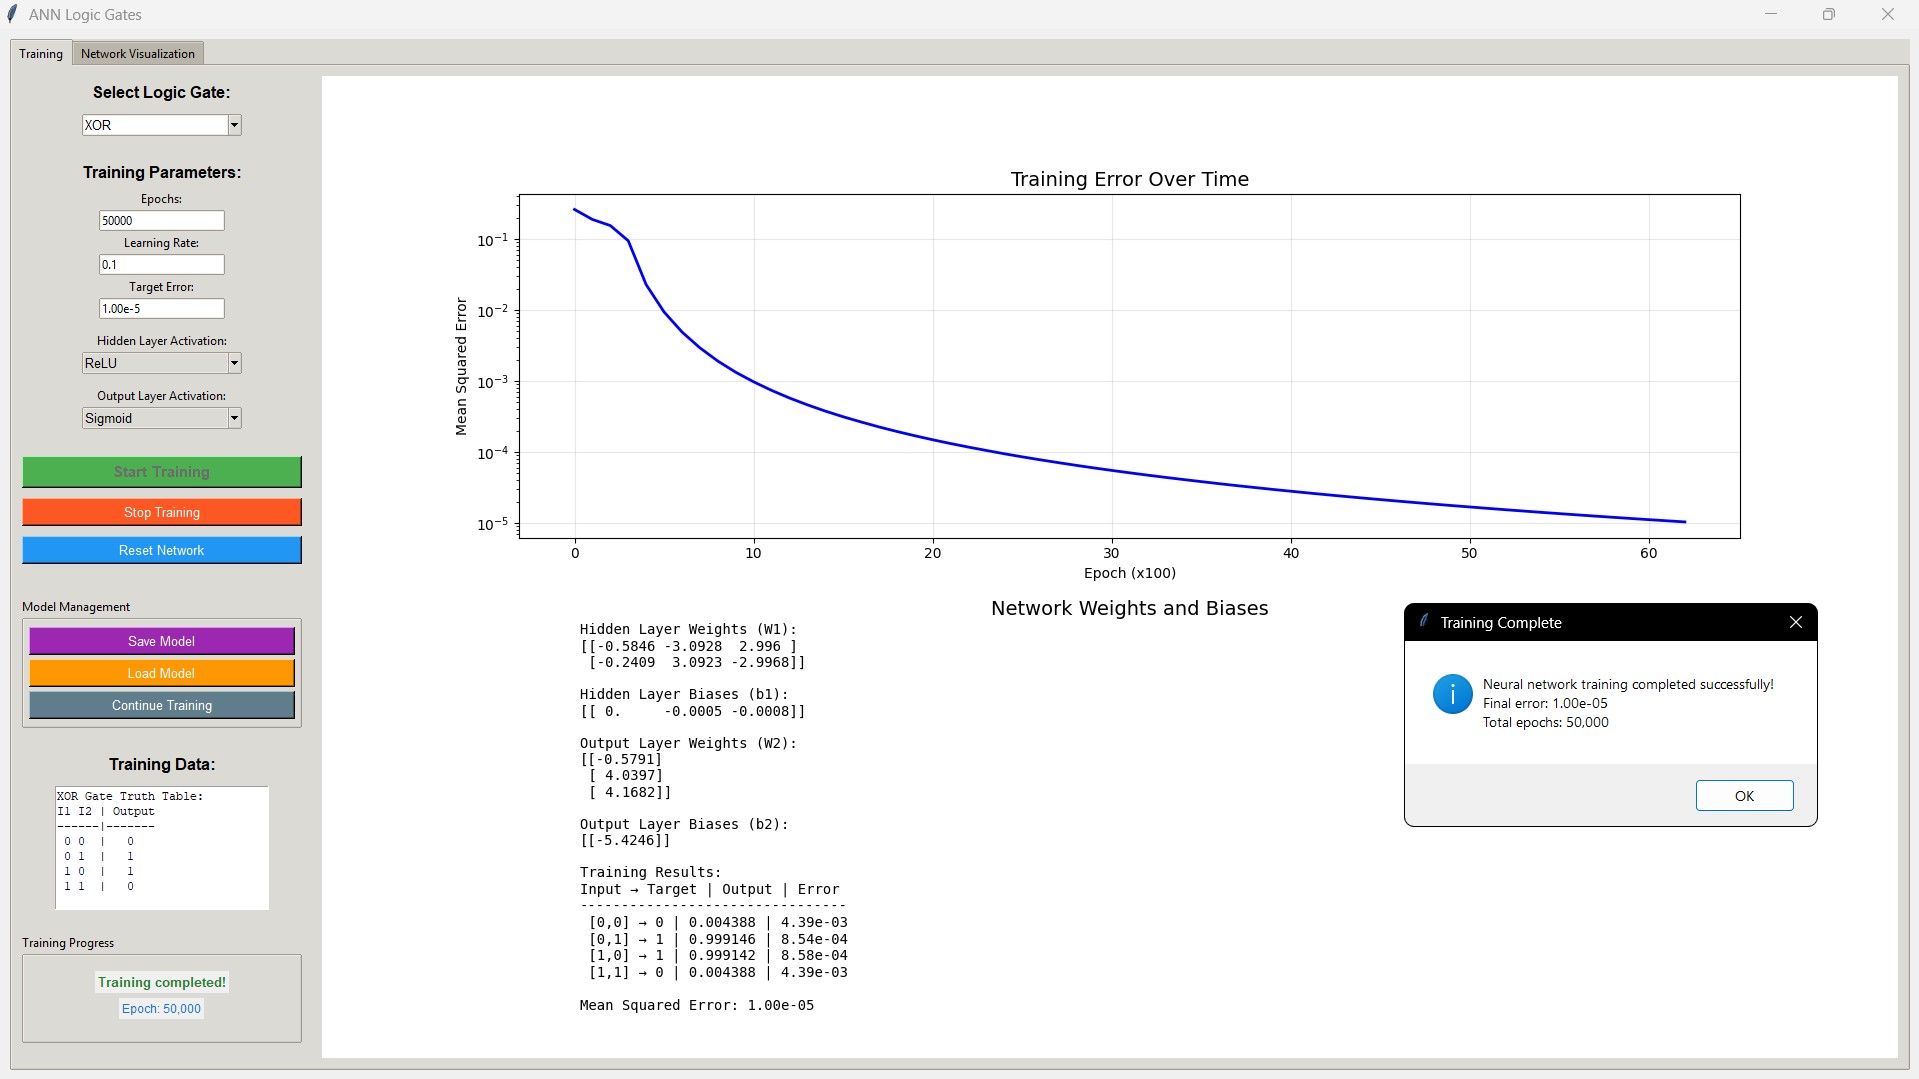 ANN Logic Gates
Training
Network Visualization
Select Logic Gate:
XOR
Training Parameters:
Epochs:
50000
Learning Rate:
0.1
Target Error:
1.00e-5
Hidden Layer Activation:
ReLU
Output Layer Activation:
Sigmoid
Start Training
Stop Training
Reset Network
Model Management
Save Model
Load Model
Continue Training
Training Data:
XOR Gate Truth Table:
I1 I2 | Output
------|-------
0 0 | 0
0 1 | 1
1 0 | 1
1 1 | 0
Training Progress
Training completed!
Epoch: 50,000
Training Error Over Time
Mean Squared Error
10⁻¹
10⁻²
10⁻³
10⁻⁴
10⁻⁵
0 10 20 30 40 50 60
Epoch (x100)
Network Weights and Biases
Hidden Layer Weights (W1):
[[-0.5846 -3.0928  2.996 ]
[-0.2409  3.0923 -2.9968]]
Hidden Layer Biases (b1):
[[ 0.     -0.0005 -0.0008]]
Output Layer Weights (W2):
[[-0.5791]
[ 4.0397]
[ 4.1682]]
Output Layer Biases (b2):
[[-5.4246]]
Training Results:
Input → Target | Output | Error
--------------------------------
[0,0] → 0 | 0.004388 | 4.39e-03
[0,1] → 1 | 0.999146 | 8.54e-04
[1,0] → 1 | 0.999142 | 8.58e-04
[1,1] → 0 | 0.004388 | 4.39e-03
Mean Squared Error: 1.00e-05
Training Complete
Neural network training completed successfully!
Final error: 1.00e-05
Total epochs: 50,000
OK